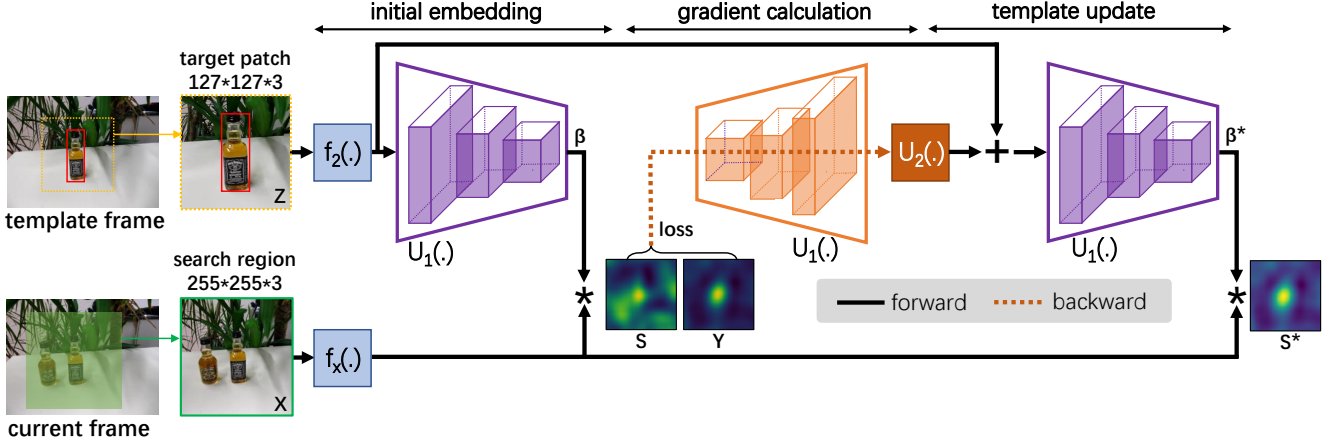 initial embedding
gradient calculation
template update
target patch
127*127*3
Z
template frame
f₂(.)
U₁(.)
β
loss
U₁(.)
U₂(.)
+
U₁(.)
β*
search region
255*255*3
X
current frame
fₓ(.)
*
S
Y
forward
backward
*
S*